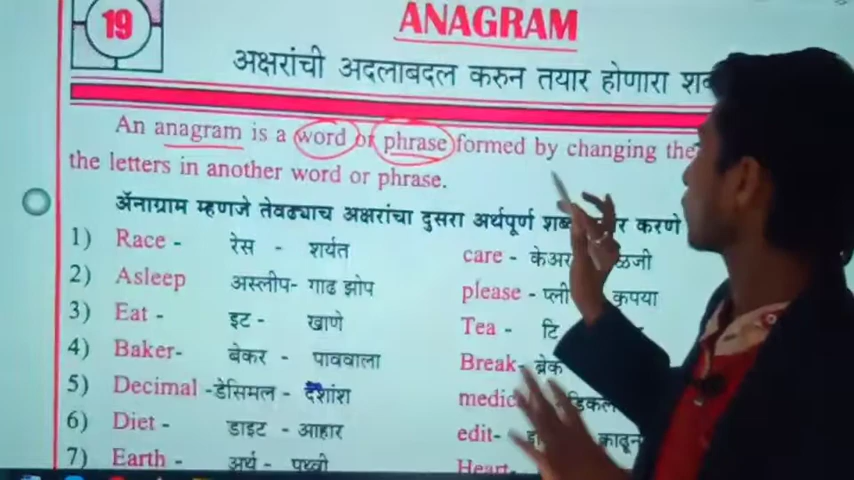 19
ANAGRAM
अक्षरांची अदलाबदल करुन तयार होणारा
An anagram is a word or phrase formed by changing the
the letters in another word or phrase.
ॲनाग्राम म्हणजे तेवढ्याच अक्षरांचा दुसरा अर्थपूर्ण करणे
1) Race - रेस - शर्यत care - केअर
2) Asleep अस्लीप- गाढ झोप please - कृपया
3) Eat - इट - खाणे Tea - टि
4) Baker- बेकर - पाववाला Break- ब्रेक
5) Decimal -डेसिमल - दशांश
6) Diet - डाइट - आहार edit-
7) Earth - अर्थ - पृथ्वी Heart-